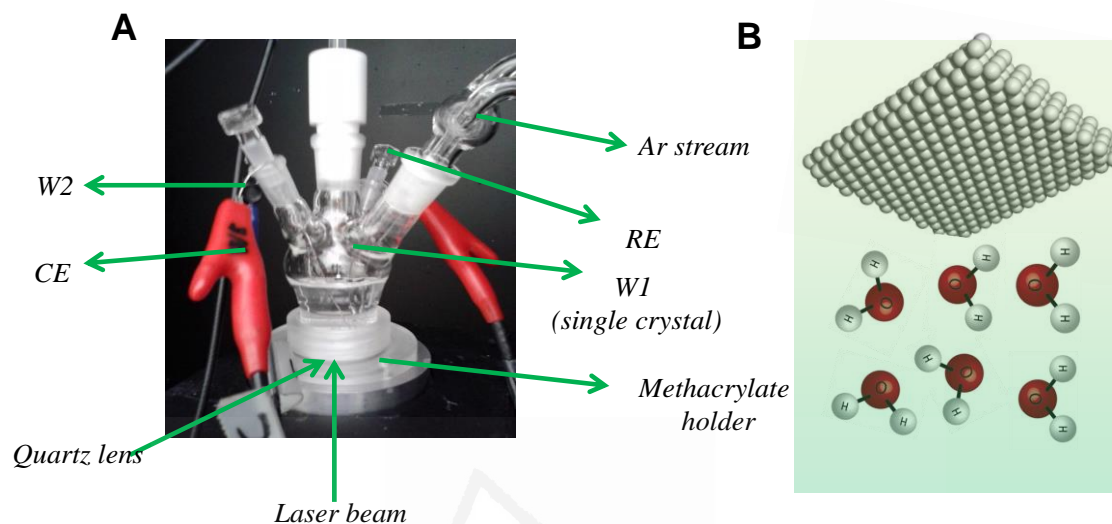 A
B
Ar stream
W2
RE
CE
W1
(single crystal)
Methacrylate
holder
Quartz lens
Laser beam
H
H
O
H
O
H
H
O
H
H
O
H
H
O
H
H
O
H